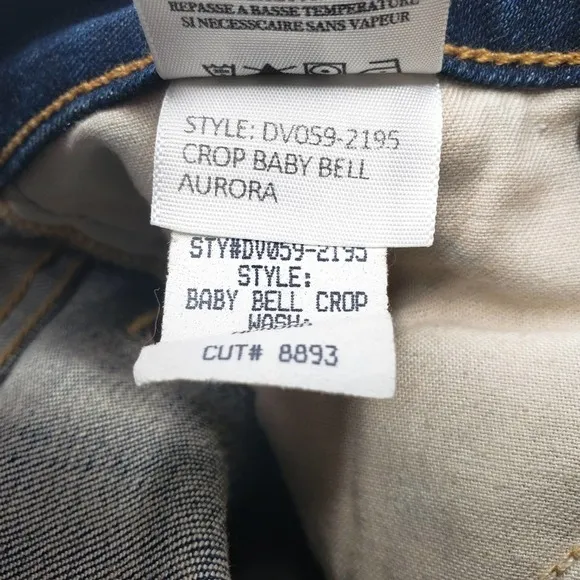 REPASSE A BASSE TEMPERATURE
SI NECESSCAIRE SANS VAPEUR
STYLE: DV059-2195
CROP BABY BELL
AURORA
STY#DV059-2195
STYLE:
BABY BELL CROP
WASH:
CUT# 8893